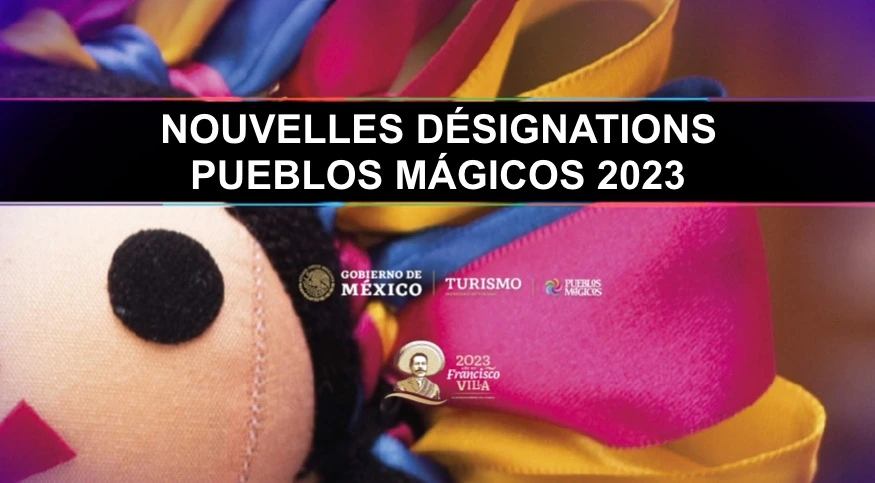 NOUVELLES DÉSIGNATIONS
PUEBLOS MÁGICOS 2023
GOBIERNO DE
MÉXICO
TURISMO
PUEBLOS
MÁGICOS
2023
Francisco
VILLA